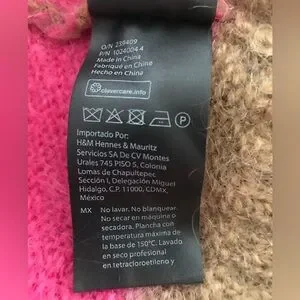 O/N 238409
P/N 1024004.4
Made in China
Fabriqué en Chine
Hecho en China
clevercare.info
P
Importado Por:
H&M Hennes & Mauritz
Servicios SA De CV Montes
Urales 745 PISO 5, Colonia
Lomas de Chapultepec
Sección I, Delegación Miguel
Hidalgo, C.P. 11000, CDMX,
México
MX No lavar. No blanquear.
No secar en máquina o
secadora. Plancha con
temperatura máxima de
la base de 150°C. Lavado
en seco profesional
en tetracloroetileno y